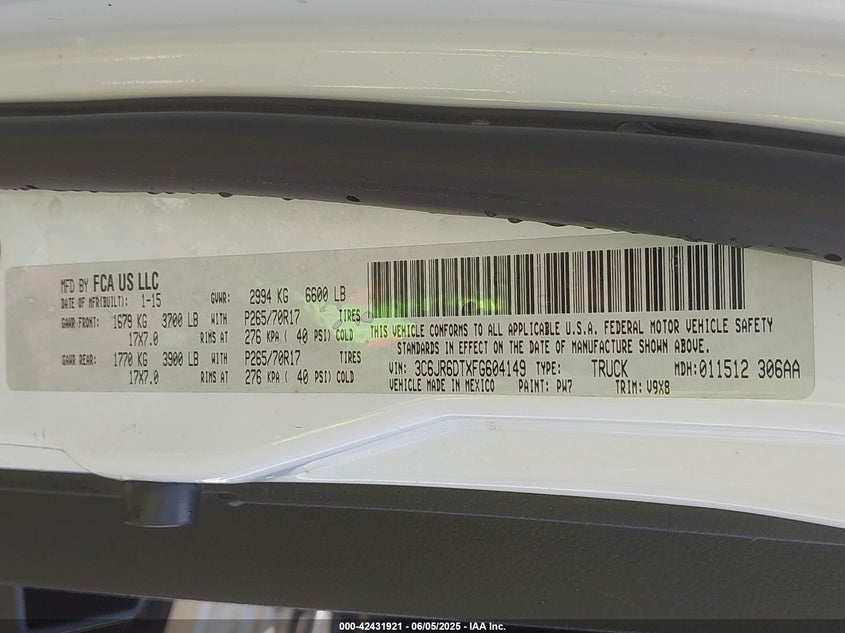 MFD BY FCA US LLC
DATE OF MFR(BUILT): 1-15 GVWR: 2994 KG 6600 LB
GAWR FRONT: 1679 KG 3700 LB WITH P265/70R17 TIRES
17X7.0 RIMS AT 276 KPA ( 40 PSI) COLD
GAWR REAR: 1770 KG 3900 LB WITH P265/70R17 TIRES
17X7.0 RIMS AT 276 KPA ( 40 PSI) COLD
THIS VEHICLE CONFORMS TO ALL APPLICABLE U.S.A. FEDERAL MOTOR VEHICLE SAFETY
STANDARDS IN EFFECT ON THE DATE OF MANUFACTURE SHOWN ABOVE.
VIN: 3C6JR6DTXFG604149 TYPE: TRUCK MDH: 011512 306AA
VEHICLE MADE IN MEXICO PAINT: PW7 TRIM: V9X8
000-42431921 - 06/05/2025 - IAA Inc.